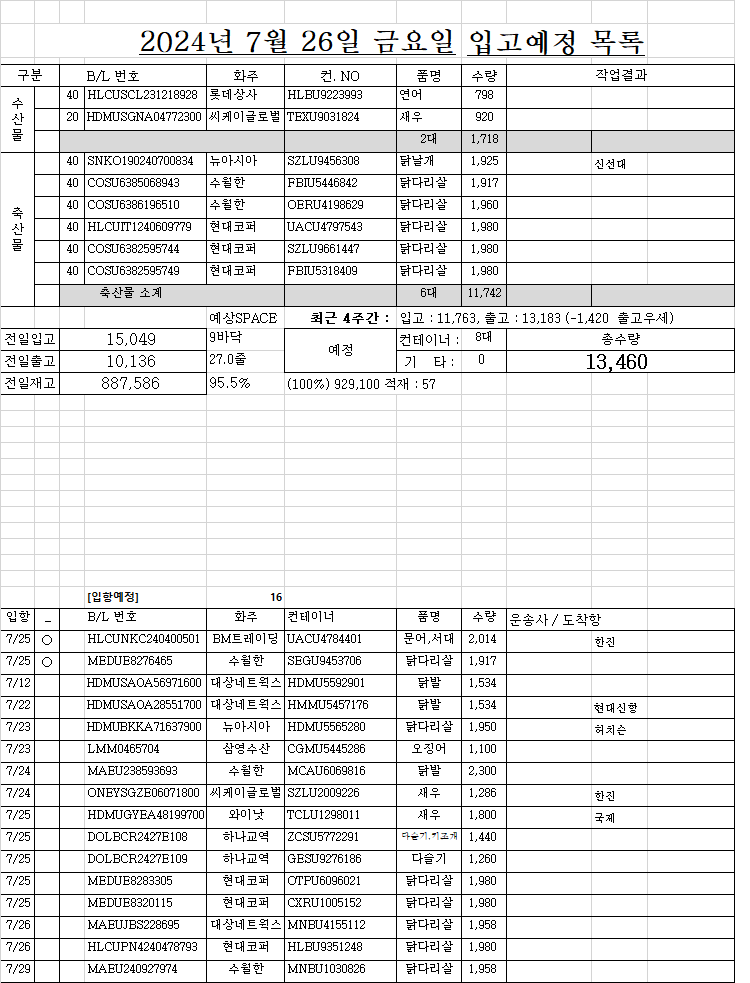 2024년 7월 26일 금요일 입고예정 목록
구분 B/L 번호 화주 컨. NO 품명 수량 작업결과
수산물
40 HLCUSCL231218928 롯데상사 HLBU9223993 연어 798
20 HDMUSGNA04772300 씨케이글로벌 TEXU9031824 새우 920
2대 1,718
축산물
40 SNKO190240700834 뉴아시아 SZLU9456308 닭날개 1,925 신선대
40 COSU6385068943 수월한 FBIU5446842 닭다리살 1,917
40 COSU6386196510 수월한 OERU4198629 닭다리살 1,960
40 HLCUIT1240609779 현대코퍼 UACU4797543 닭다리살 1,980
40 COSU6382595744 현대코퍼 SZLU9661447 닭다리살 1,980
40 COSU6382595749 현대코퍼 FBIU5318409 닭다리살 1,980
축산물 소계 6대 11,742
예상SPACE 최근 4주간 : 입고 : 11,763, 출고 : 13,183 (-1,420 출고우세)
전일입고 15,049 9바닥 예정 컨테이너 : 8대 총수량
전일출고 10,136 27.0줄 기 타 : 0 13,460
전일재고 887,586 95.5% (100%) 929,100 적재 : 57
[입항예정] 16
입항 _ B/L 번호 화주 컨테이너 품명 수량 운송사 / 도착항
7/25 ○ HLCUNKC240400501 BM트레이딩 UACU4784401 문어,서대 2,014 한진
7/25 ○ MEDUE8276465 수월한 SEGU9453706 닭다리살 1,917
7/12 HDMUSAOA56971600 대상네트웍스 HDMU5592901 닭발 1,534
7/22 HDMUSAOA28551700 대상네트웍스 HMMU5457176 닭발 1,534 현대신항
7/23 HDMUBKKA71637900 뉴아시아 HDMU5565280 닭다리살 1,950 허치슨
7/23 LMM0465704 삼영수산 CGMU5445286 오징어 1,100
7/24 MAEU238593693 수월한 MCAU6069816 닭발 2,300
7/24 ONEYSGZE06071800 씨케이글로벌 SZLU2009226 새우 1,286 한진
7/25 HDMUGYEA48199700 와이낫 TCLU1298011 새우 1,800 국제
7/25 DOLBCR2427E108 하나교역 ZCSU5772291 다슬기,키조개 1,440
7/25 DOLBCR2427E109 하나교역 GESU9276186 다슬기 1,260
7/25 MEDUE8283305 현대코퍼 OTPU6096021 닭다리살 1,980
7/25 MEDUE8320115 현대코퍼 CXRU1005152 닭다리살 1,980
7/26 MAEUJBS228695 대상네트웍스 MNBU4155112 닭다리살 1,958
7/26 HLCUPN4240478793 현대코퍼 HLBU9351248 닭다리살 1,980
7/29 MAEU240927974 수월한 MNBU1030826 닭다리살 1,958